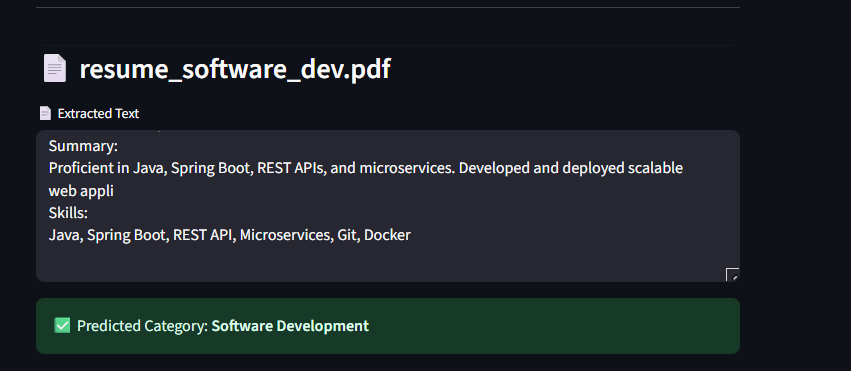 resume_software_dev.pdf
Extracted Text
Summary:
Proficient in Java, Spring Boot, REST APIs, and microservices. Developed and deployed scalable
web appli
Skills:
Java, Spring Boot, REST API, Microservices, Git, Docker
Predicted Category: Software Development